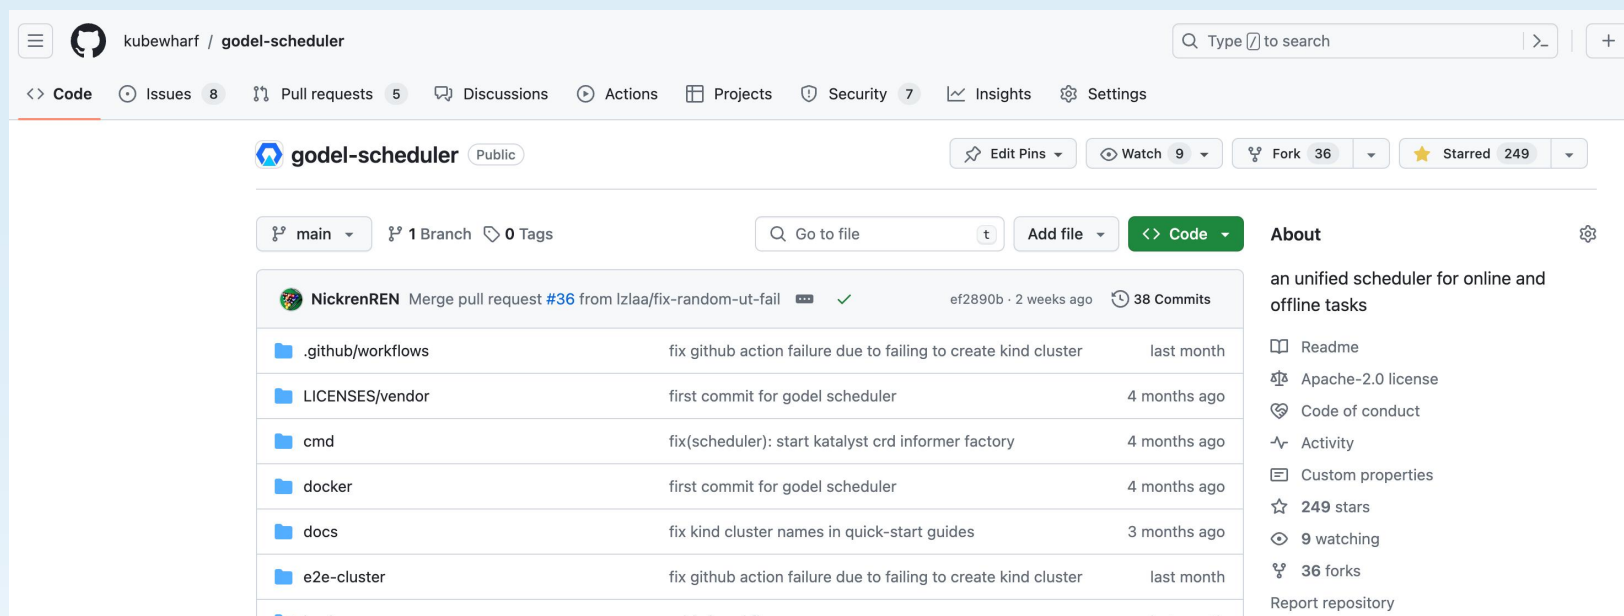 kubewharf / godel-scheduler
Type / to search
Code Issues 8 Pull requests 5 Discussions Actions Projects Security 7 Insights Settings
godel-scheduler Public
Edit Pins Watch 9 Fork 36 Starred 249
main 1 Branch 0 Tags
Go to file t Add file <> Code
NickrenREN Merge pull request #36 from lzlaa/fix-random-ut-fail ef2890b · 2 weeks ago 38 Commits
.github/workflows fix github action failure due to failing to create kind cluster last month
LICENSES/vendor first commit for godel scheduler 4 months ago
cmd fix(scheduler): start katalyst crd informer factory 4 months ago
docker first commit for godel scheduler 4 months ago
docs fix kind cluster names in quick-start guides 3 months ago
e2e-cluster fix github action failure due to failing to create kind cluster last month
About
an unified scheduler for online and
offline tasks
Readme
Apache-2.0 license
Code of conduct
Activity
Custom properties
249 stars
9 watching
36 forks
Report repository